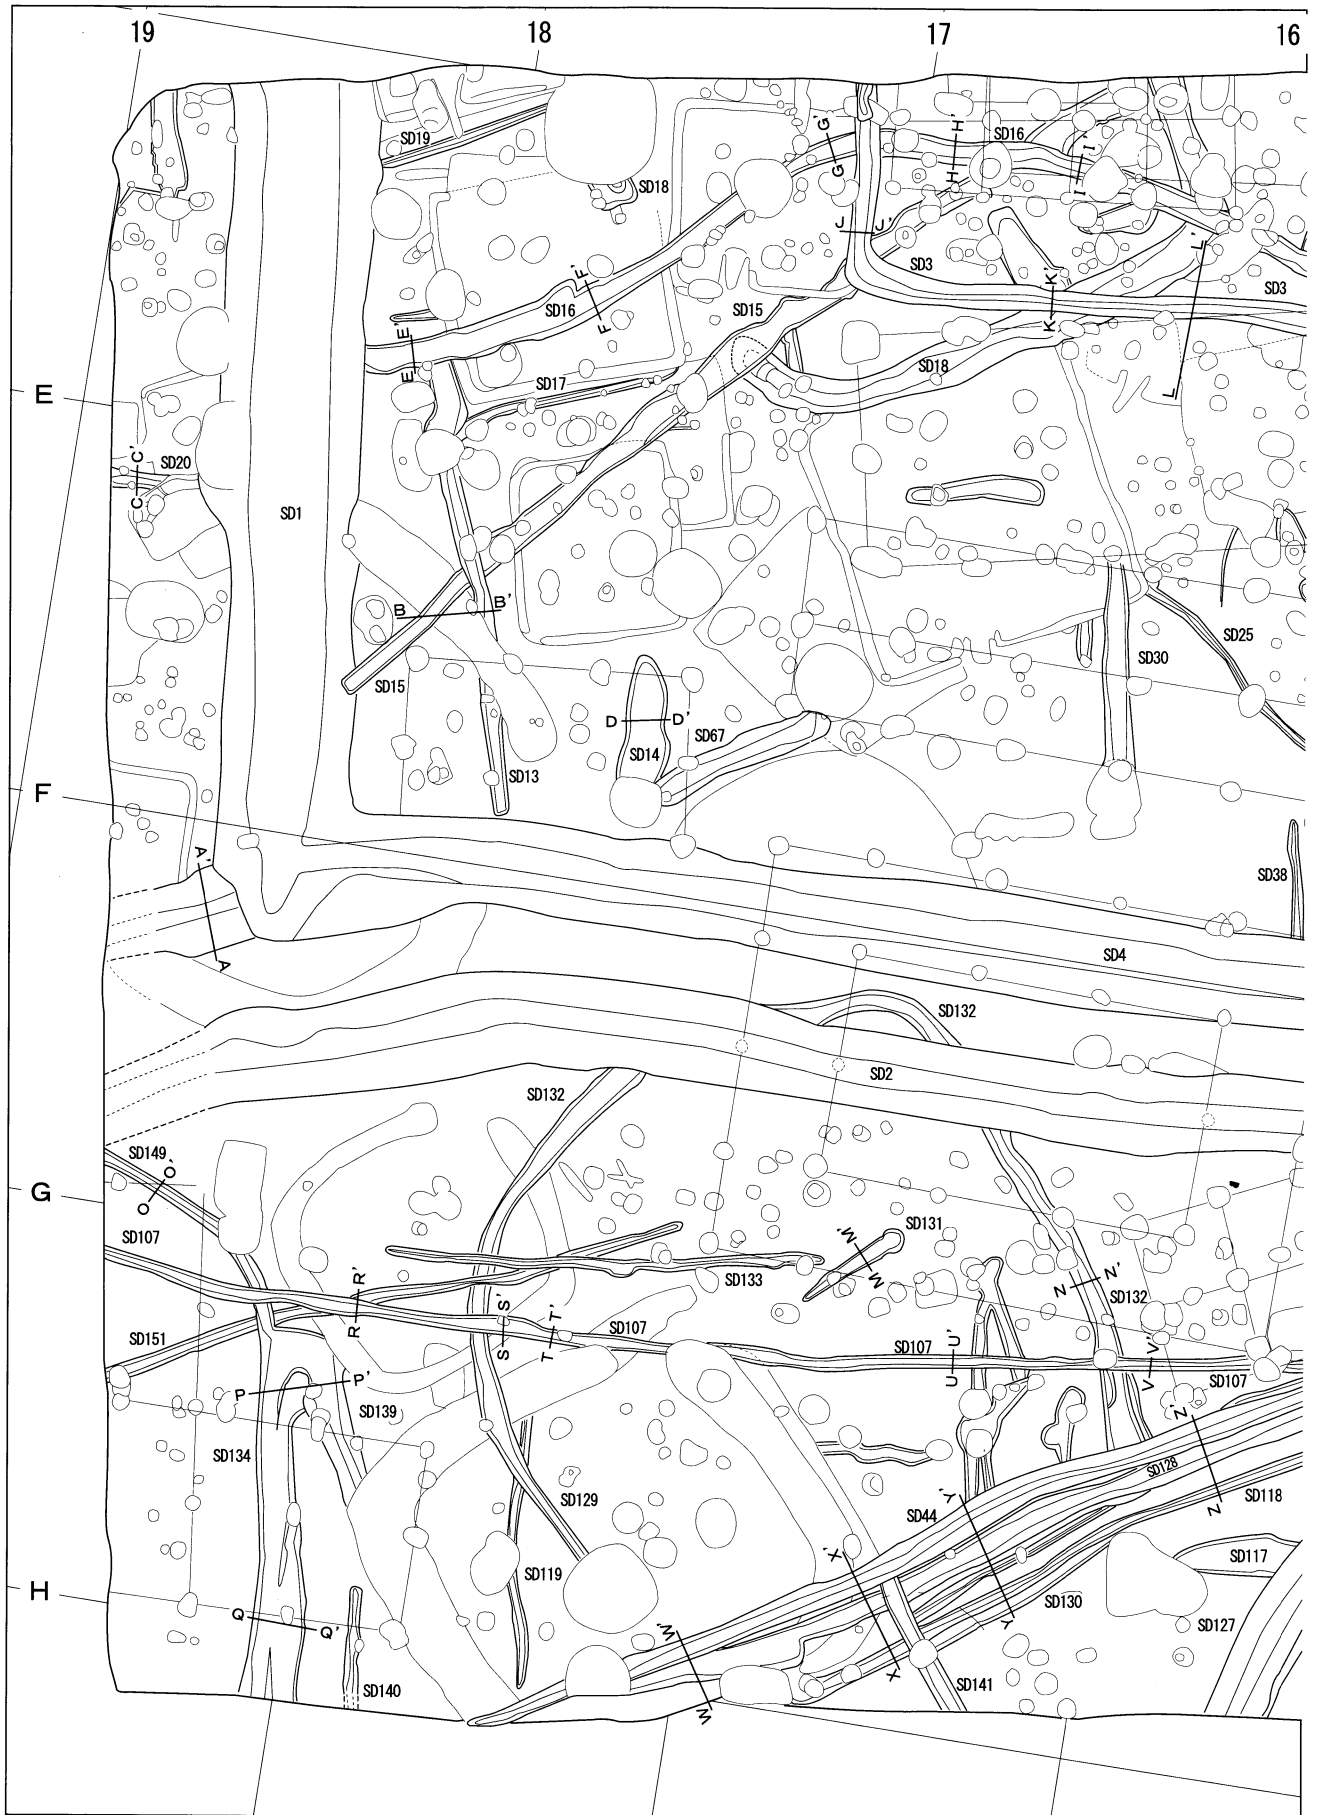 19
18
17
16
SD19
G'
H'
SD16
I'
G
H
SD18
I
J
J'
L'
SD3
K'
SD3
F'
SD16
SD15
F
K
E'
SD18
E
SD17
L
E
C'
SD20
C
SD1
B
B'
SD25
SD30
SD15
D
D'
SD67
SD14
SD13
F
A'
SD38
SD4
A
SD132
SD2
SD132
SD149
O'
G
O
SD131
SD107
M'
R'
M
N'
SD133
N
SD132
S'
T'
R
SD107
SD151
S
T
SD107
U'
V'
U
V
SD107
P
P'
SD139
Z'
SD134
SD128
SD129
Y'
SD44
Z
SD118
X'
SD117
SD119
H
SD130
Q
Y
SD127
Q'
W'
X
SD141
SD140
W